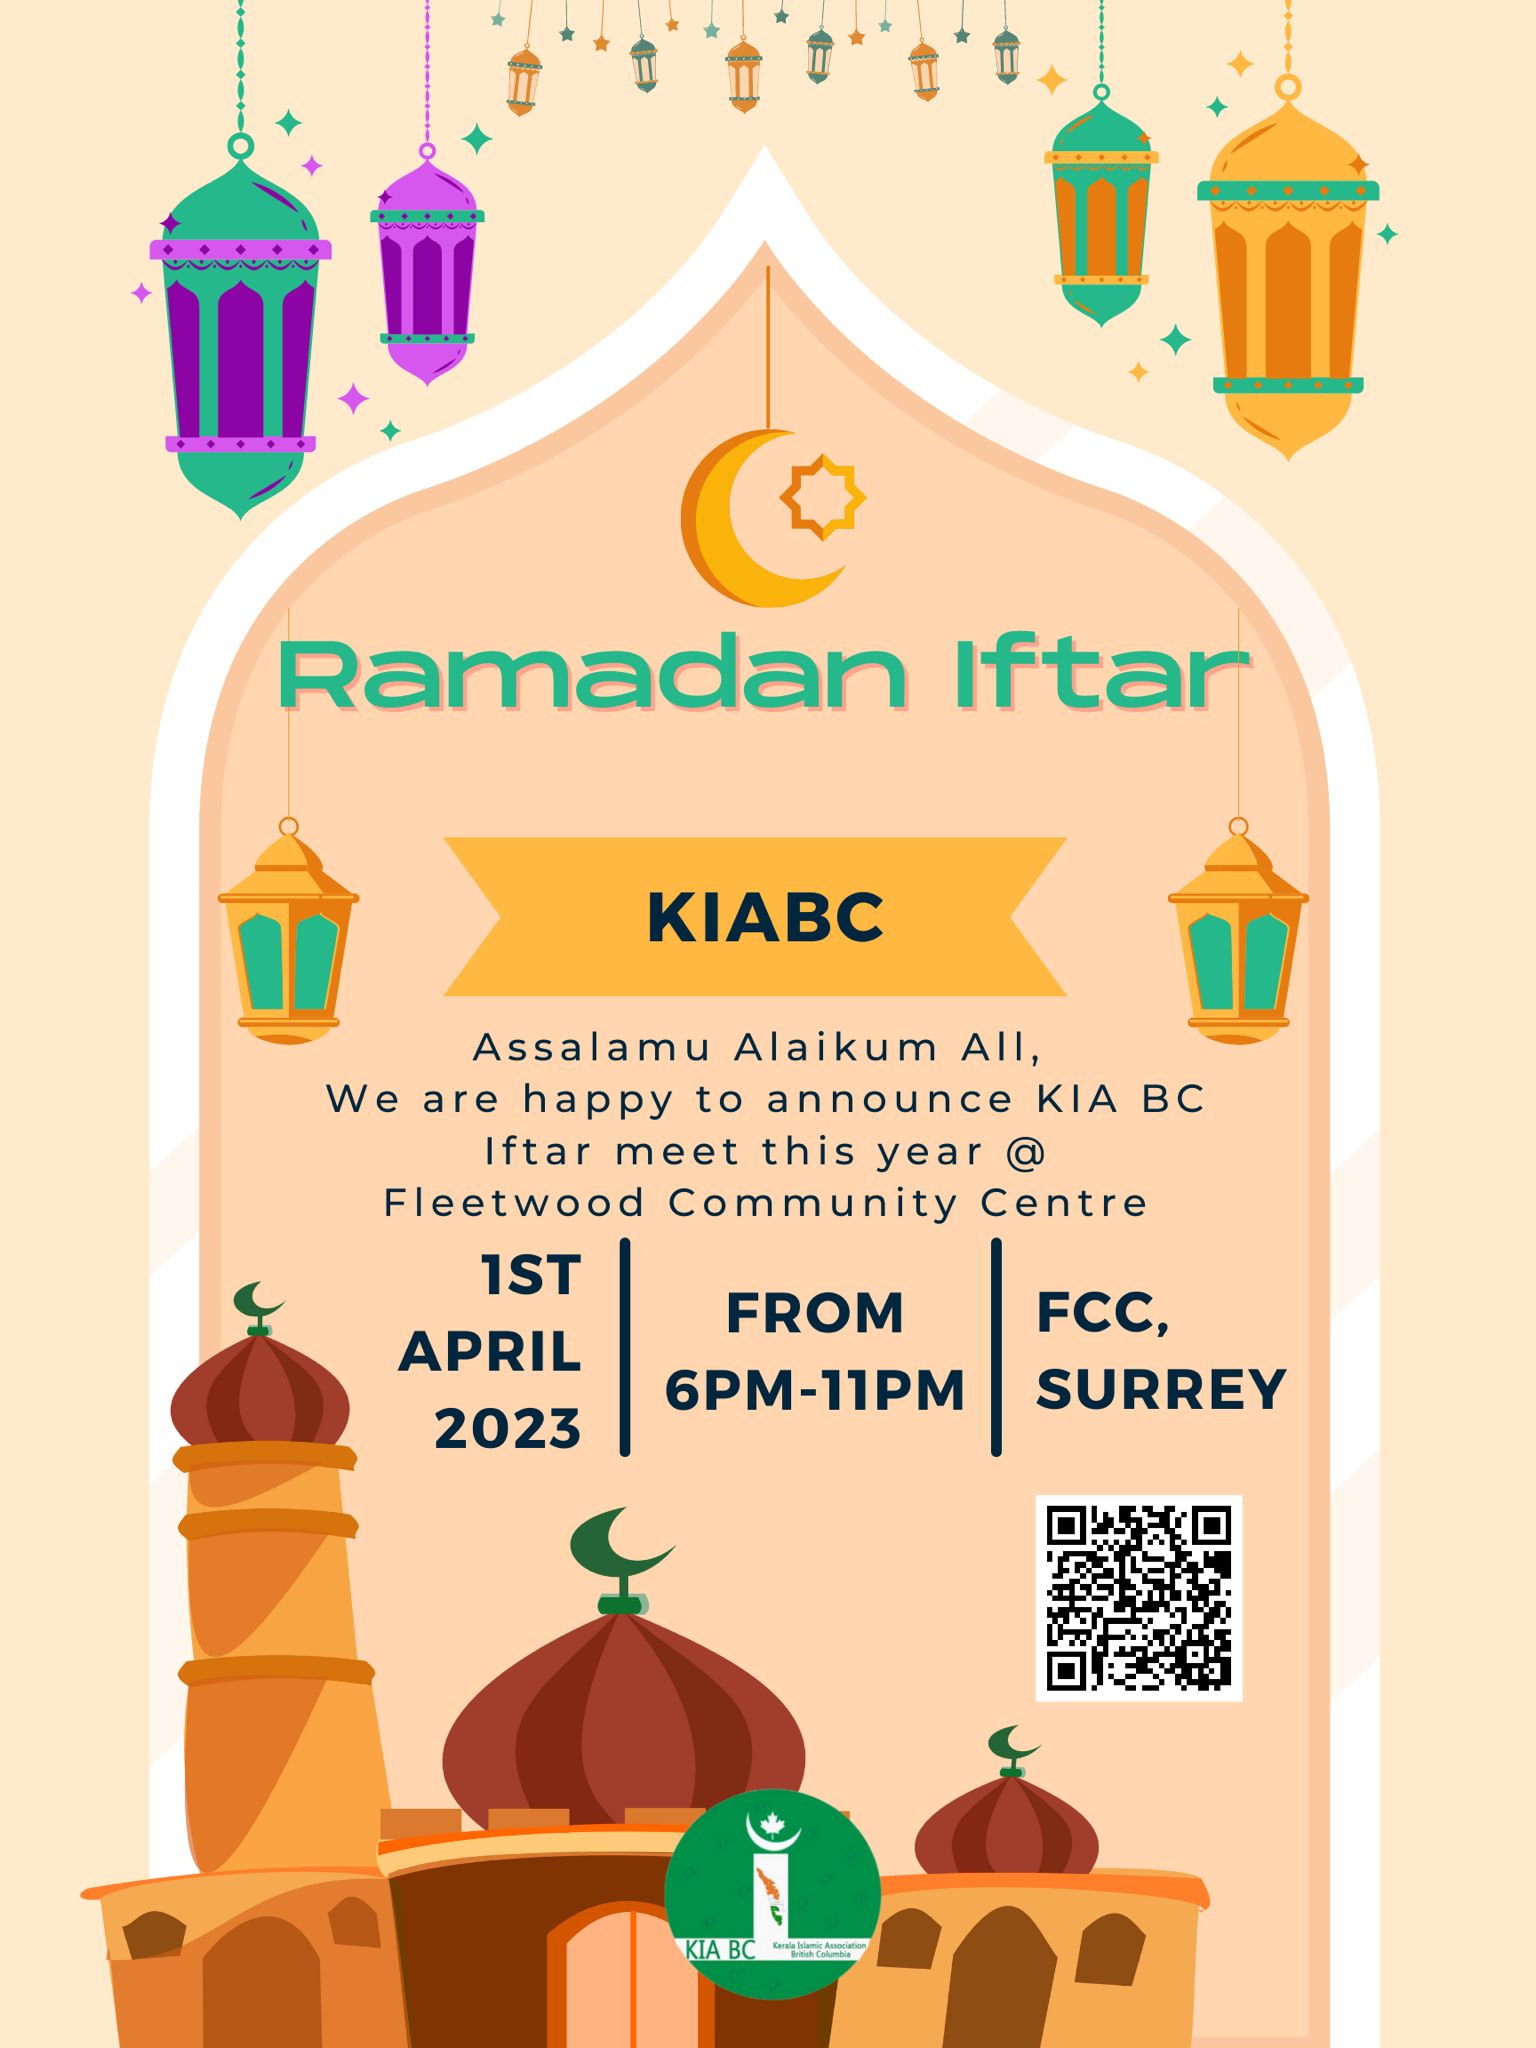 Ramadan Iftar
KIABC
Assalamu Alaikum All,
We are happy to announce KIA BC
Iftar meet this year @
Fleetwood Community Centre
1ST
APRIL
2023
FROM
6PM-11PM
FCC,
SURREY
KIA BC
Kerala Islamic Association
British Columbia